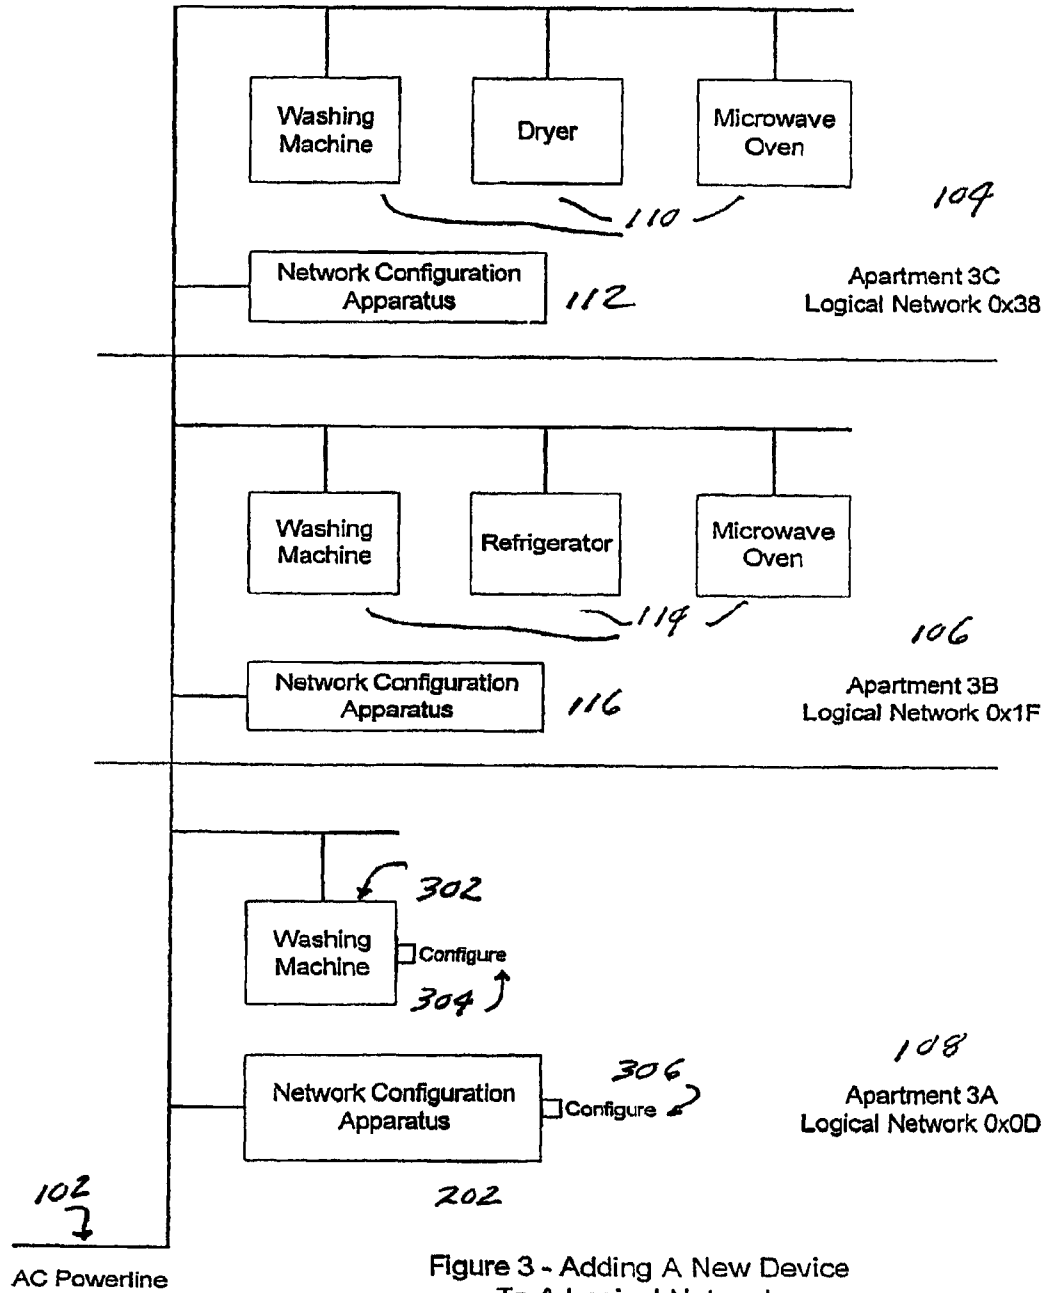 Washing
Machine
Dryer
Microwave
Oven
110
104
Network Configuration
Apparatus
112
Apartment 3C
Logical Network 0x38
Washing
Machine
Refrigerator
Microwave
Oven
114
106
Network Configuration
Apparatus
116
Apartment 3B
Logical Network 0x1F
302
Washing
Machine
Configure
304
108
306
Network Configuration
Apparatus
Configure
Apartment 3A
Logical Network 0x0D
202
102
AC Powerline
Figure 3 - Adding A New Device
To A Logical Network